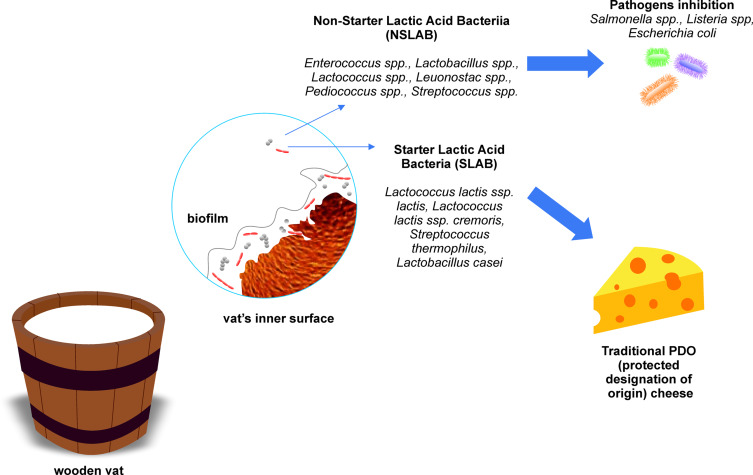 Non-Starter Lactic Acid Bacteriia
(NSLAB)
Enterococcus spp., Lactobacillus spp.,
Lactococcus spp., Leuonostac spp.,
Pediococcus spp., Streptococcus spp.
Pathogens inhibition
Salmonella spp., Listeria spp,
Escherichia coli
Starter Lactic Acid
Bacteria (SLAB)
Lactococcus lactis ssp.
lactis, Lactococcus
lactis ssp. cremoris,
Streptococcus
thermophilus,
Lactobacillus casei
biofilm
vat's inner surface
Traditional PDO
(protected
designation of
origin) cheese
wooden vat